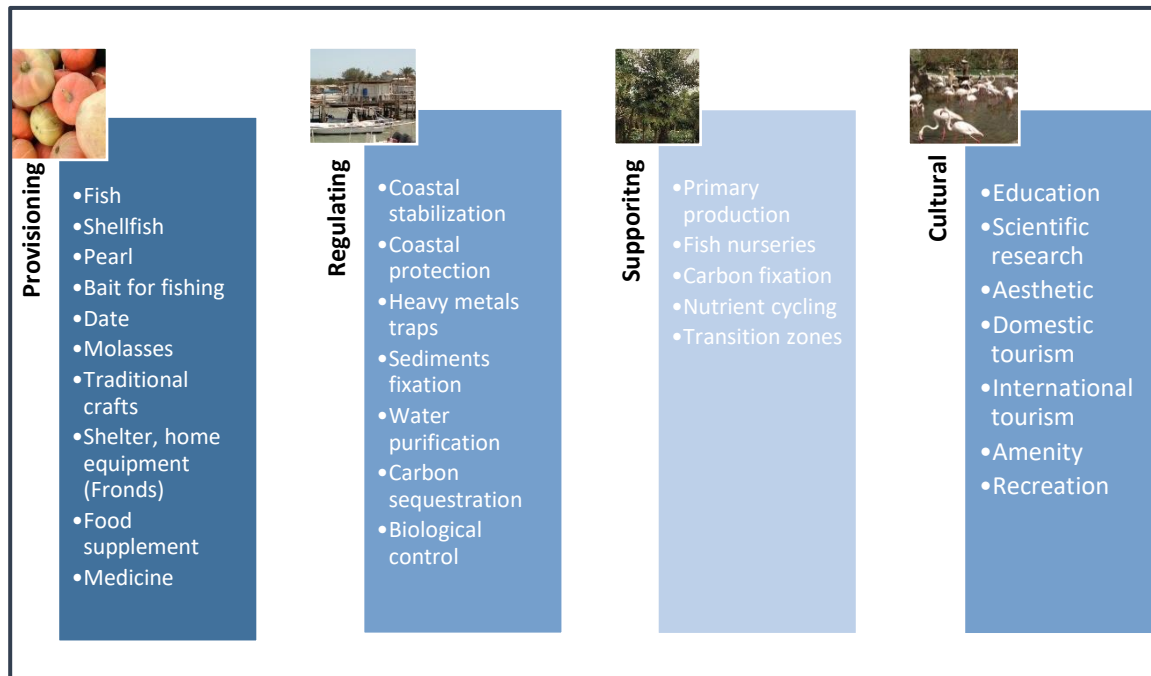 Provisioning
•Fish
•Shellfish
•Pearl
•Bait for fishing
•Date
•Molasses
•Traditional
crafts
•Shelter, home
equipment
(Fronds)
•Food
supplement
•Medicine
Regulating
•Coastal
stabilization
•Coastal
protection
•Heavy metals
traps
•Sediments
fixation
•Water
purification
•Carbon
sequestration
•Biological
control
Supporitng
•Primary
production
•Fish nurseries
•Carbon fixation
•Nutrient cycling
•Transition zones
Cultural
•Education
•Scientific
research
•Aesthetic
•Domestic
tourism
•International
tourism
•Amenity
•Recreation